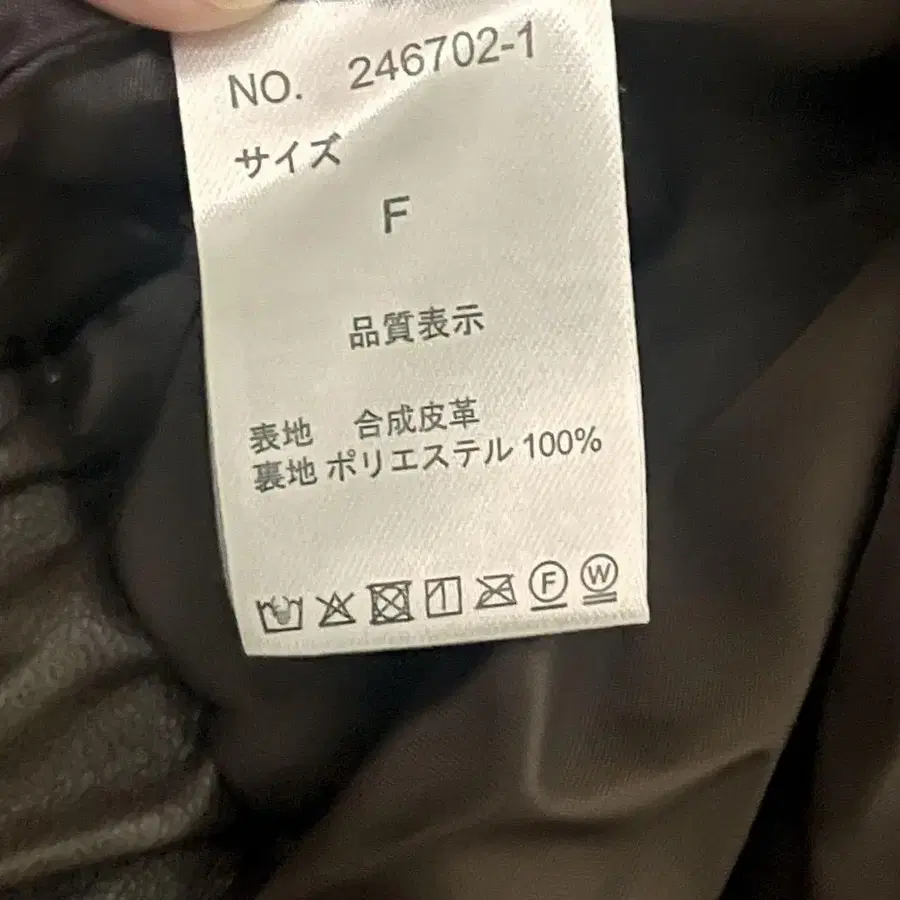 NO. 246702-1
サイズ
F
品質表示
表地 合成皮革
裏地 ポリエステル 100%
F W